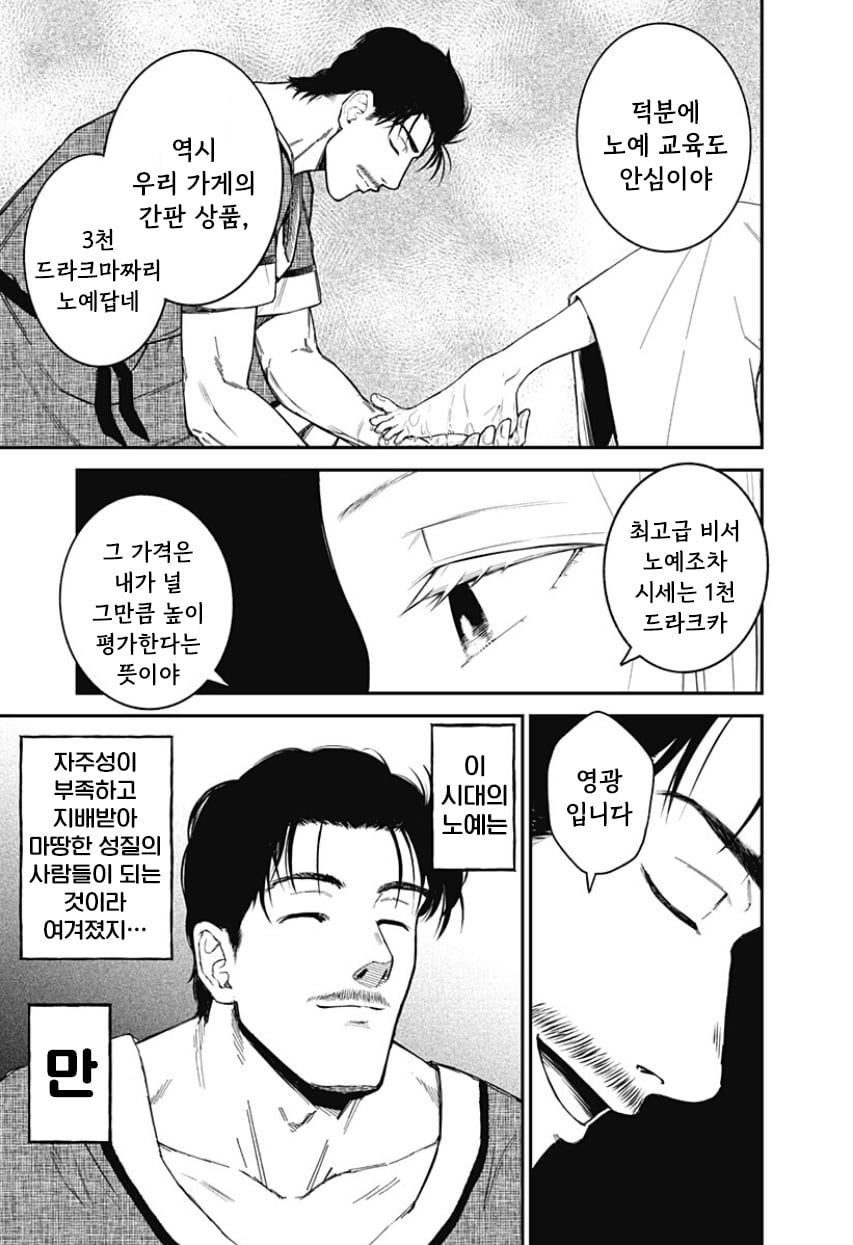 덕분에
노예 교육도
안심이야
역시
우리 가게의
간판 상품,
3천
드라크마짜리
노예답네
최고급 비서
노예조차
시세는 1천
드라크카
그 가격은
내가 널
그만큼 높이
평가한다는
뜻이야
영광
입니다
이
시대의
노예는
자주성이
부족하고
지배받아
마땅한 성질의
사람들이 되는
것이라
여겨졌지…
만